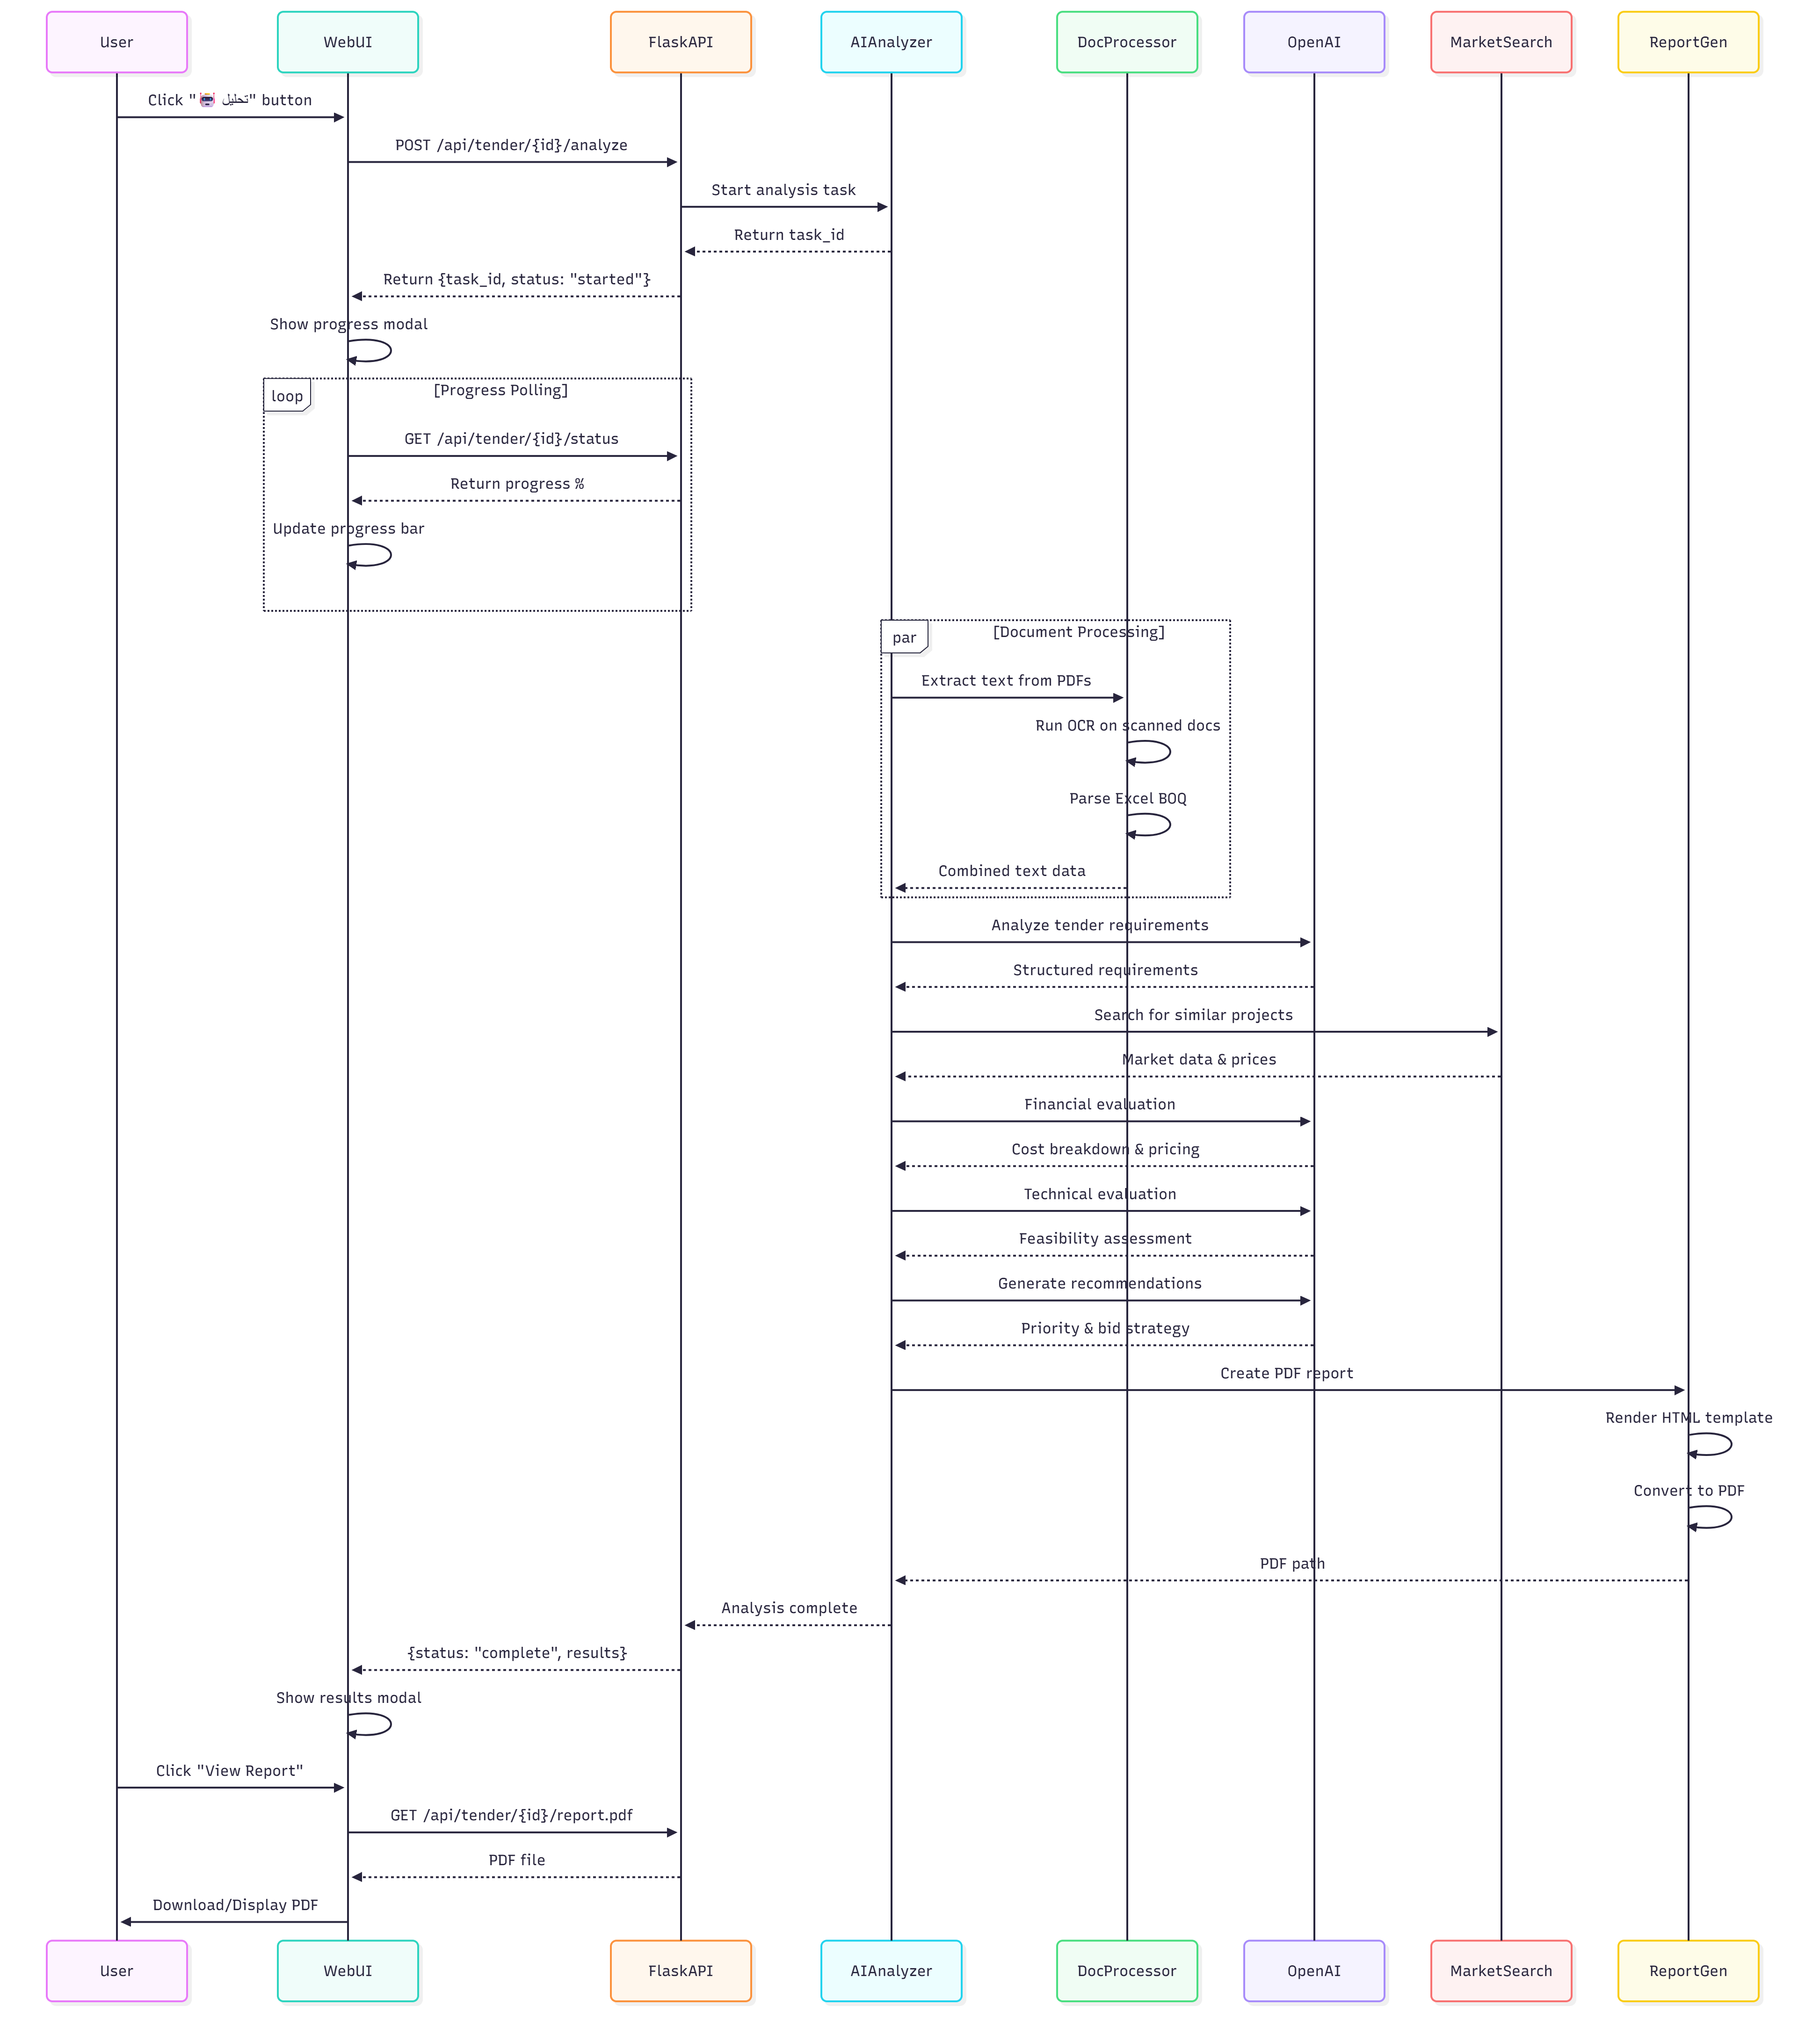 User
WebUI
FlaskAPI
AIAnalyzer
DocProcessor
OpenAI
MarketSearch
ReportGen
Click "🤖 تحليل" button
POST /api/tender/{id}/analyze
Start analysis task
Return task_id
Return {task_id, status: "started"}
Show progress modal
loop
[Progress Polling]
GET /api/tender/{id}/status
Return progress %
Update progress bar
par
[Document Processing]
Extract text from PDFs
Run OCR on scanned docs
Parse Excel BOQ
Combined text data
Analyze tender requirements
Structured requirements
Search for similar projects
Market data & prices
Financial evaluation
Cost breakdown & pricing
Technical evaluation
Feasibility assessment
Generate recommendations
Priority & bid strategy
Create PDF report
Render HTML template
Convert to PDF
PDF path
Analysis complete
{status: "complete", results}
Show results modal
Click "View Report"
GET /api/tender/{id}/report.pdf
PDF file
Download/Display PDF
User
WebUI
FlaskAPI
AIAnalyzer
DocProcessor
OpenAI
MarketSearch
ReportGen